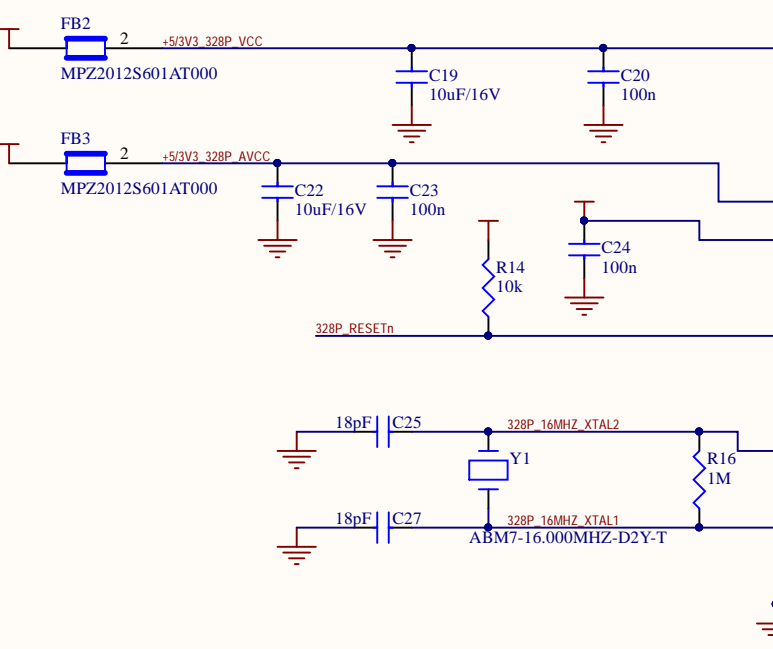 FB2
2
+5/3V3_328P_VCC
MPZ2012S601AT000
C19
10uF/16V
C20
100n
FB3
2
+5/3V3_328P_AVCC
MPZ2012S601AT000
C22
10uF/16V
C23
100n
C24
100n
R14
10k
328P_RESETn
18pF
C25
328P_16MHZ_XTAL2
Y1
R16
1M
18pF
C27
328P_16MHZ_XTAL1
ABM7-16.000MHZ-D2Y-T